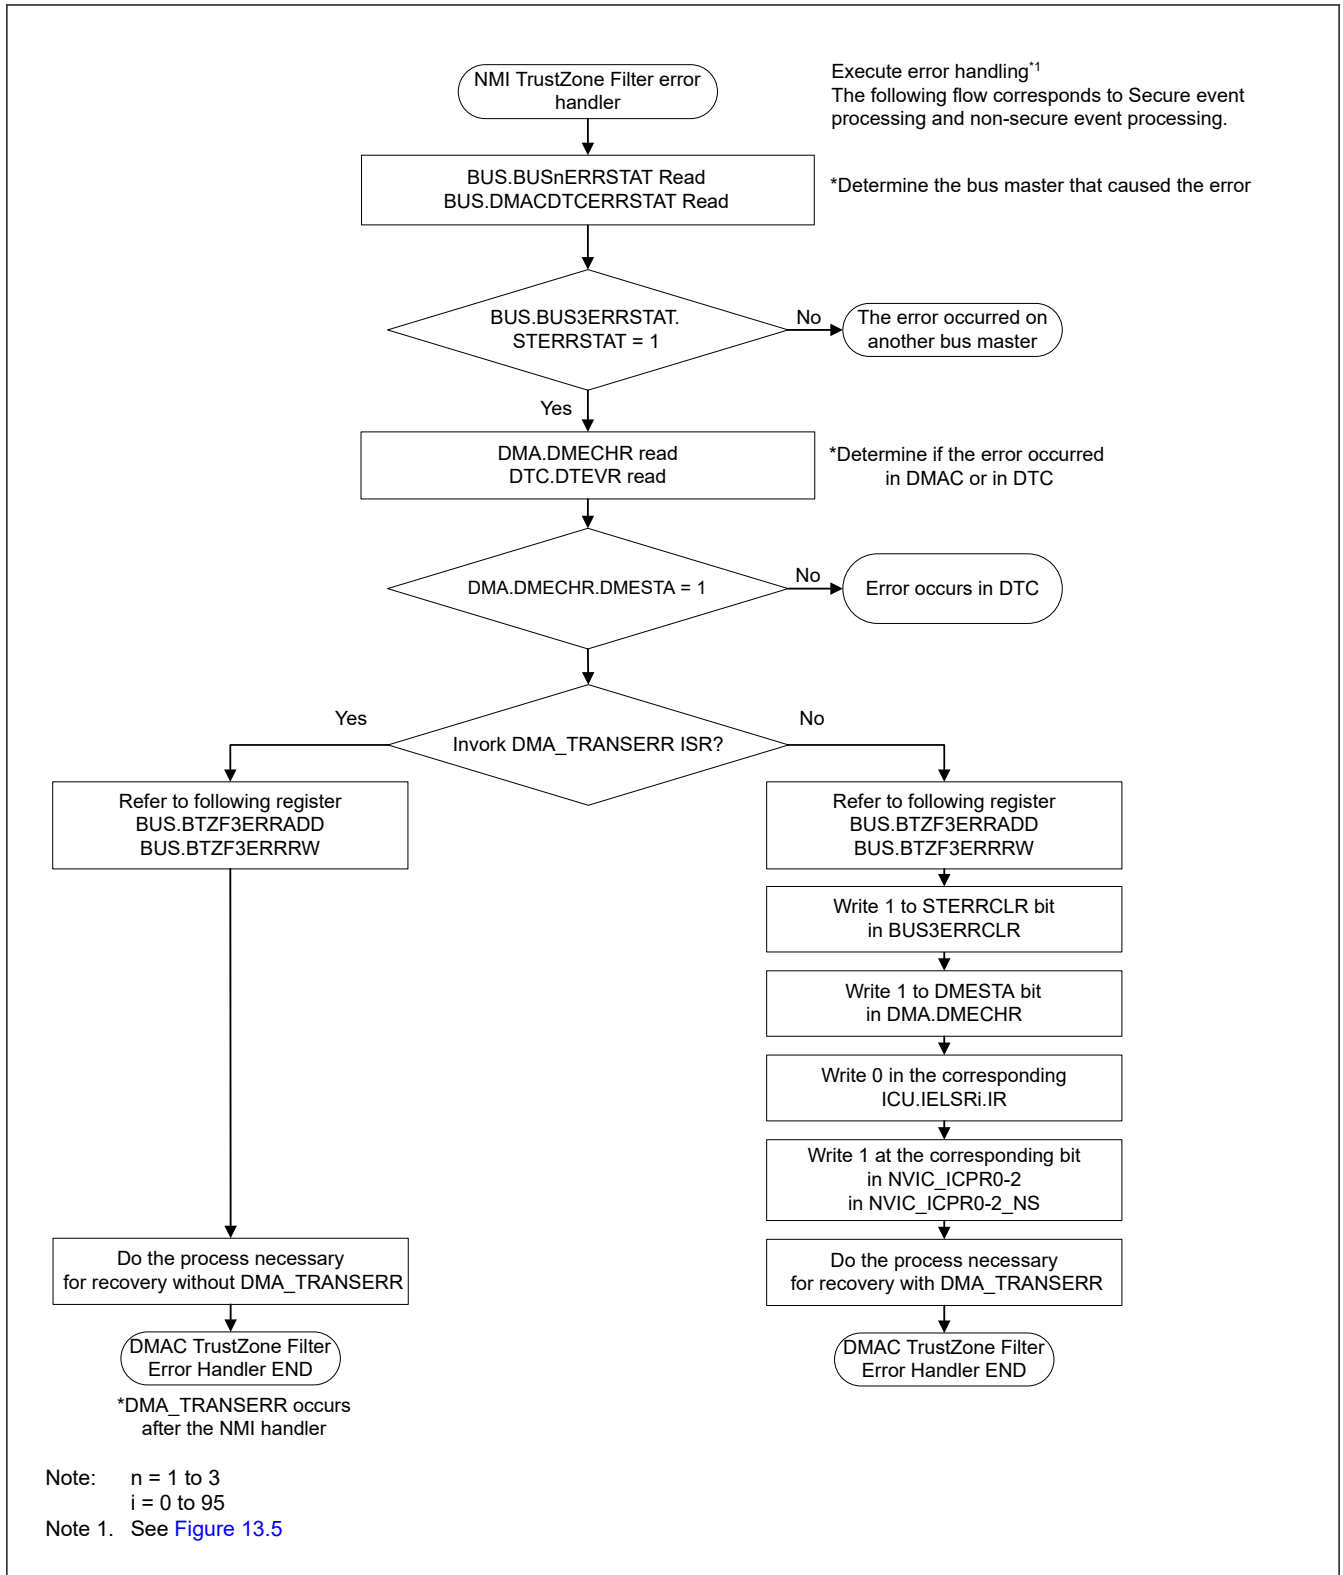 NMI TrustZone Filter error
handler
Execute error handling*1
The following flow corresponds to Secure event
processing and non-secure event processing.
BUS.BUSnERRSTAT Read
BUS.DMACDTCERRSTAT Read
*Determine the bus master that caused the error
BUS.BUS3ERRSTAT.
STERRSTAT = 1
No
The error occurred on
another bus master
Yes
DMA.DMECHR read
DTC.DTEVR read
*Determine if the error occurred
in DMAC or in DTC
DMA.DMECHR.DMESTA = 1
No
Error occurs in DTC
Invork DMA_TRANSERR ISR?
Yes
No
Refer to following register
BUS.BTZF3ERRADD
BUS.BTZF3ERRRW
Refer to following register
BUS.BTZF3ERRADD
BUS.BTZF3ERRRW
Write 1 to STERRCLR bit
in BUS3ERRCLR
Write 1 to DMESTA bit
in DMA.DMECHR
Write 0 in the corresponding
ICU.IELSRi.IR
Write 1 at the corresponding bit
in NVIC_ICPR0-2
in NVIC_ICPR0-2_NS
Do the process necessary
for recovery without DMA_TRANSERR
Do the process necessary
for recovery with DMA_TRANSERR
DMAC TrustZone Filter
Error Handler END
DMAC TrustZone Filter
Error Handler END
*DMA_TRANSERR occurs
after the NMI handler
Note: n = 1 to 3
i = 0 to 95
Note 1. See Figure 13.5